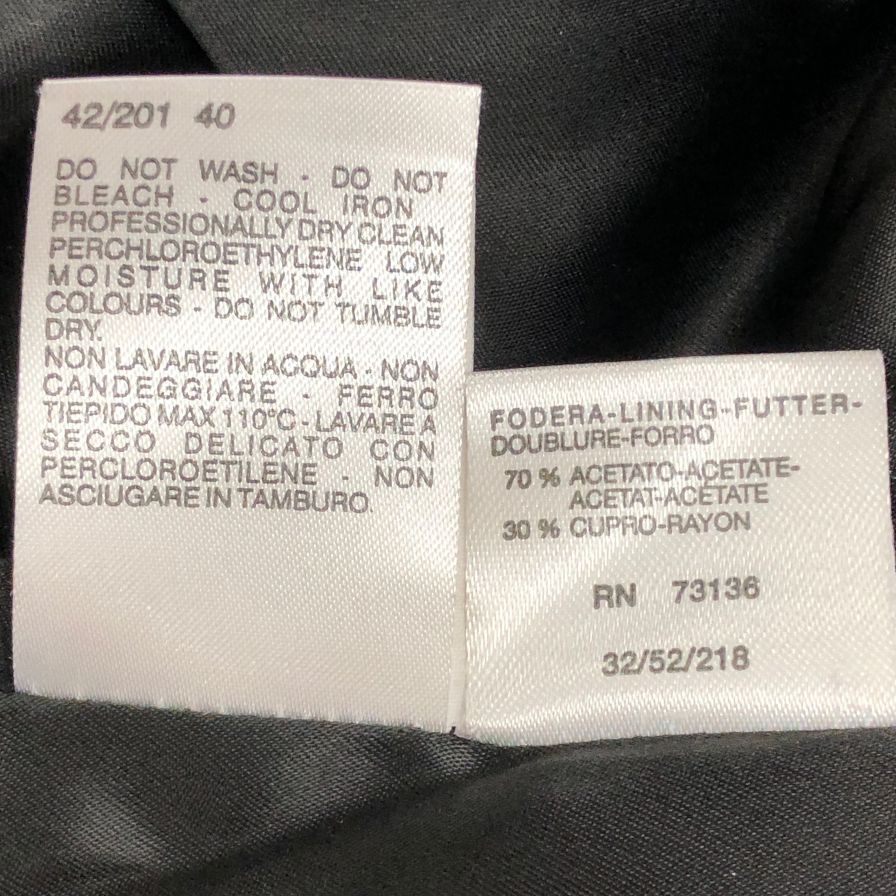 42/201 40
DO NOT WASH - DO NOT
BLEACH - COOL IRON
PROFESSIONALLY DRY CLEAN
PERCHLOROETHYLENE LOW
MOISTURE WITH LIKE
COLOURS - DO NOT TUMBLE
DRY.
NON LAVARE IN ACQUA - NON
CANDEGGIARE - FERRO
TIEPIDO MAX 110°C - LAVARE A
SECCO DELICATO CON
PERCLOROETILENE - NON
ASCIUGARE IN TAMBURO.
FODERA-LINING-FUTTER-
DOUBLURE-FORRO
70 % ACETATO-ACETATE-
ACETAT-ACÉTATE
30 % CUPRO-RAYON
RN 73136
32/52/218